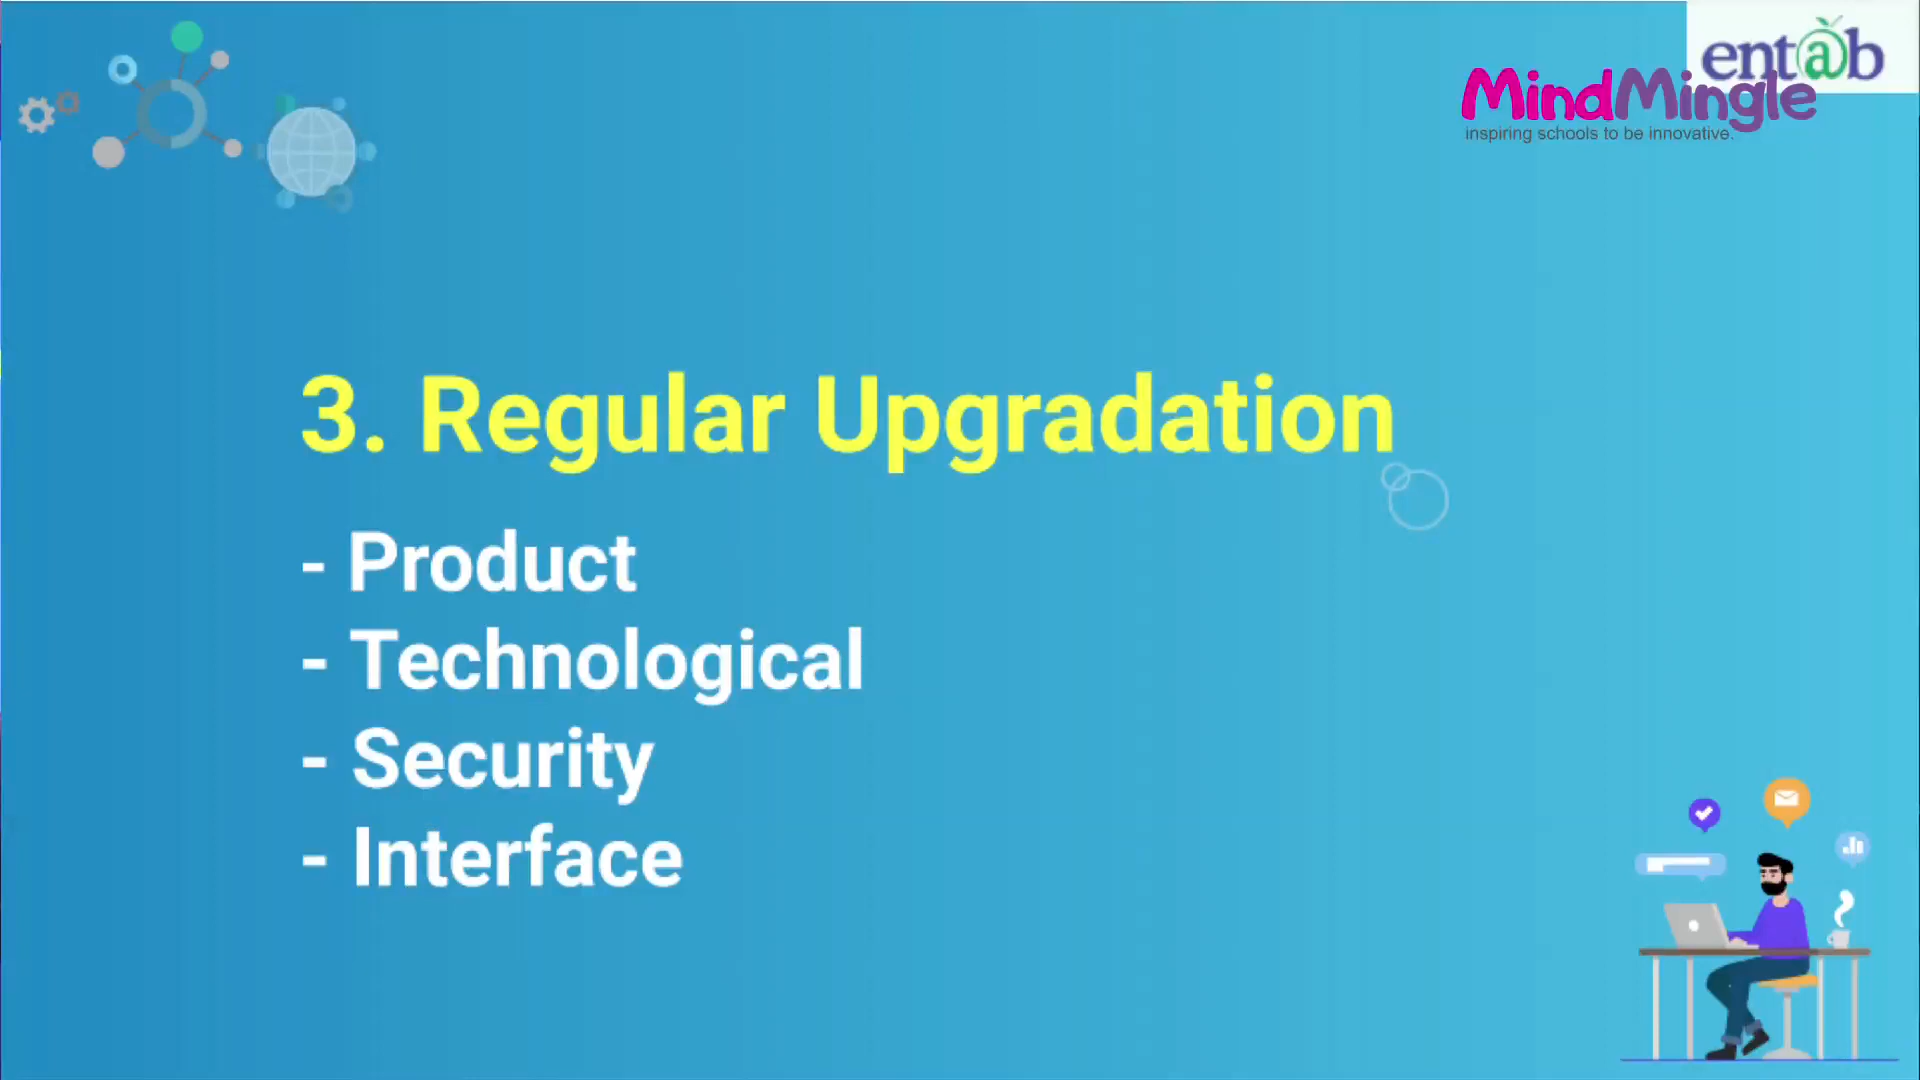 entab
MindMingle
inspiring schools to be innovative.
3. Regular Upgradation
- Product
- Technological
- Security
- Interface